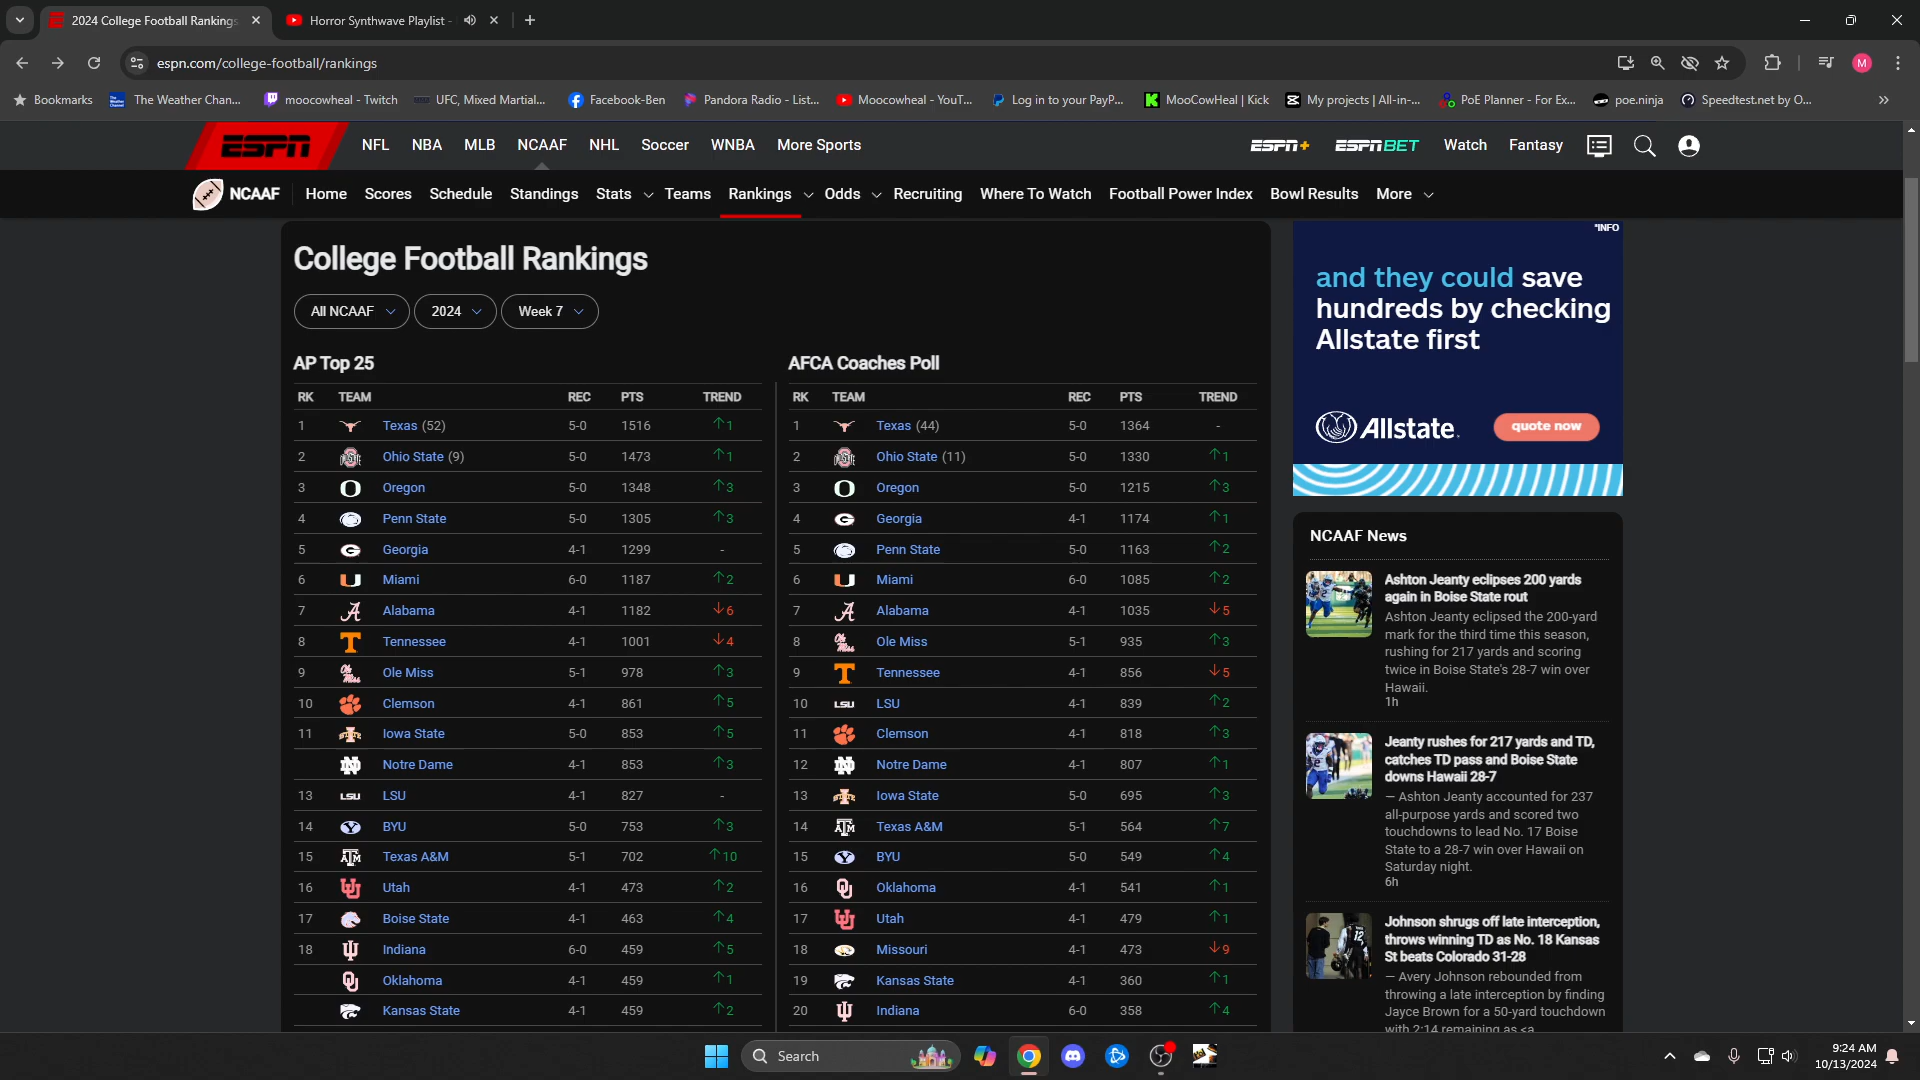 2024 College Football Rankings
Horror Synthwave Playlist -
espn.com/college-football/rankings
M
Bookmarks
The Weather Chan...
moocowheal - Twitch
UFC, Mixed Martial...
Facebook-Ben
Pandora Radio - List...
Moocowheal - YouT...
Log in to your PayP...
MooCowHeal | Kick
My projects | All-in-...
PoE Planner - For Ex...
poe.ninja
Speedtest.net by O...
ESPN
NFL NBA MLB NCAAF NHL Soccer WNBA More Sports
ESPN+ ESPNBET Watch Fantasy
NCAAF Home Scores Schedule Standings Stats Teams Rankings Odds Recruiting Where To Watch Football Power Index Bowl Results More
College Football Rankings
All NCAAF 2024 Week 7
AP Top 25
RK TEAM REC PTS TREND
1 Texas (52) 5-0 1516 ↑1
2 Ohio State (9) 5-0 1473 ↑1
3 Oregon 5-0 1348 ↑3
4 Penn State 5-0 1305 ↑3
5 Georgia 4-1 1299 -
6 Miami 6-0 1187 ↑2
7 Alabama 4-1 1182 ↓6
8 Tennessee 4-1 1001 ↓4
9 Ole Miss 5-1 978 ↑3
10 Clemson 4-1 861 ↑5
11 Iowa State 5-0 853 ↑5
Notre Dame 4-1 853 ↑3
13 LSU 4-1 827 -
14 BYU 5-0 753 ↑3
15 Texas A&M 5-1 702 ↑10
16 Utah 4-1 473 ↑2
17 Boise State 4-1 463 ↑4
18 Indiana 6-0 459 ↑5
Oklahoma 4-1 459 ↑1
Kansas State 4-1 459 ↑2
AFCA Coaches Poll
RK TEAM REC PTS TREND
1 Texas (44) 5-0 1364 -
2 Ohio State (11) 5-0 1330 ↑1
3 Oregon 5-0 1215 ↑3
4 Georgia 4-1 1174 ↑1
5 Penn State 5-0 1163 ↑2
6 Miami 6-0 1085 ↑2
7 Alabama 4-1 1035 ↓5
8 Ole Miss 5-1 935 ↑3
9 Tennessee 4-1 856 ↓5
10 LSU 4-1 839 ↑2
11 Clemson 4-1 818 ↑3
12 Notre Dame 4-1 807 ↑1
13 Iowa State 5-0 695 ↑3
14 Texas A&M 5-1 564 ↑7
15 BYU 5-0 549 ↑4
16 Oklahoma 4-1 541 ↑1
17 Utah 4-1 479 ↑1
18 Missouri 4-1 473 ↓9
19 Kansas State 4-1 360 ↑1
20 Indiana 6-0 358 ↑4
*INFO
and they could save
hundreds by checking
Allstate first
Allstate. quote now
NCAAF News
Ashton Jeanty eclipses 200 yards
again in Boise State rout
Ashton Jeanty eclipsed the 200-yard
mark for the third time this season,
rushing for 217 yards and scoring
twice in Boise State's 28-7 win over
Hawaii.
1h
Jeanty rushes for 217 yards and TD,
catches TD pass and Boise State
downs Hawaii 28-7
— Ashton Jeanty accounted for 237
all-purpose yards and scored two
touchdowns to lead No. 17 Boise
State to a 28-7 win over Hawaii on
Saturday night.
6h
Johnson shrugs off late interception,
throws winning TD as No. 18 Kansas
St beats Colorado 31-28
— Avery Johnson rebounded from
throwing a late interception by finding
Jayce Brown for a 50-yard touchdown
with 2:14 remaining as <a
Search
9:24 AM
10/13/2024